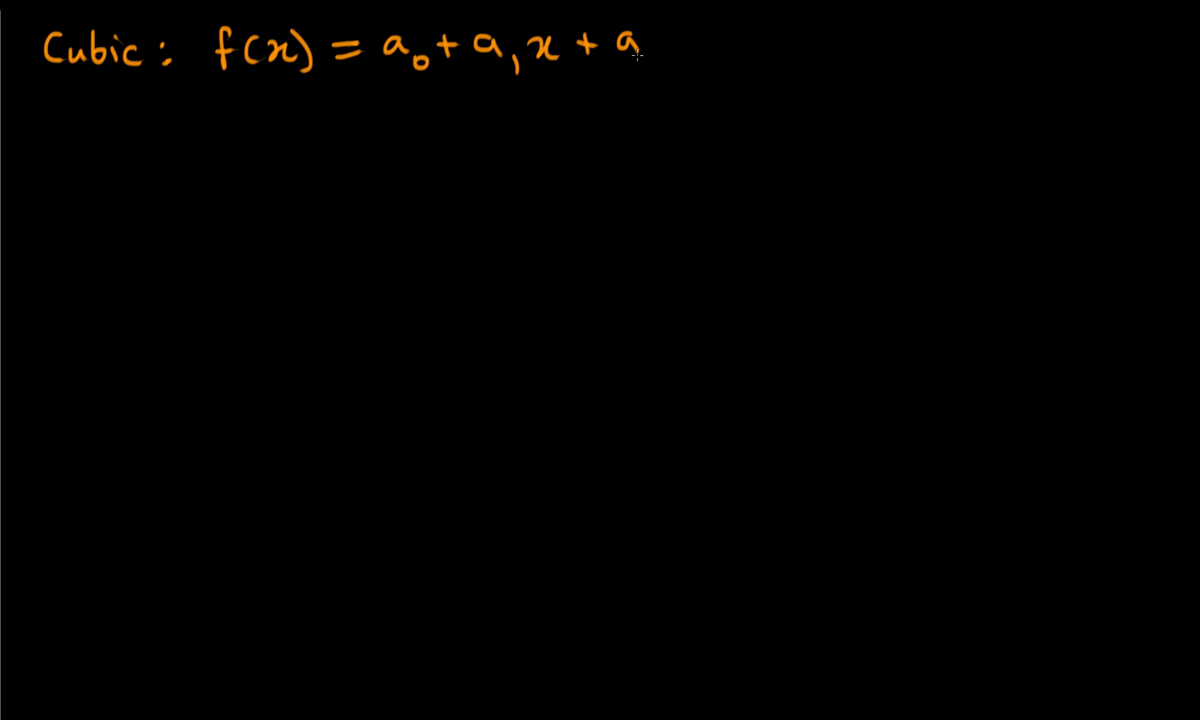 Cubic : f(x) = a₀ + a₁x + a